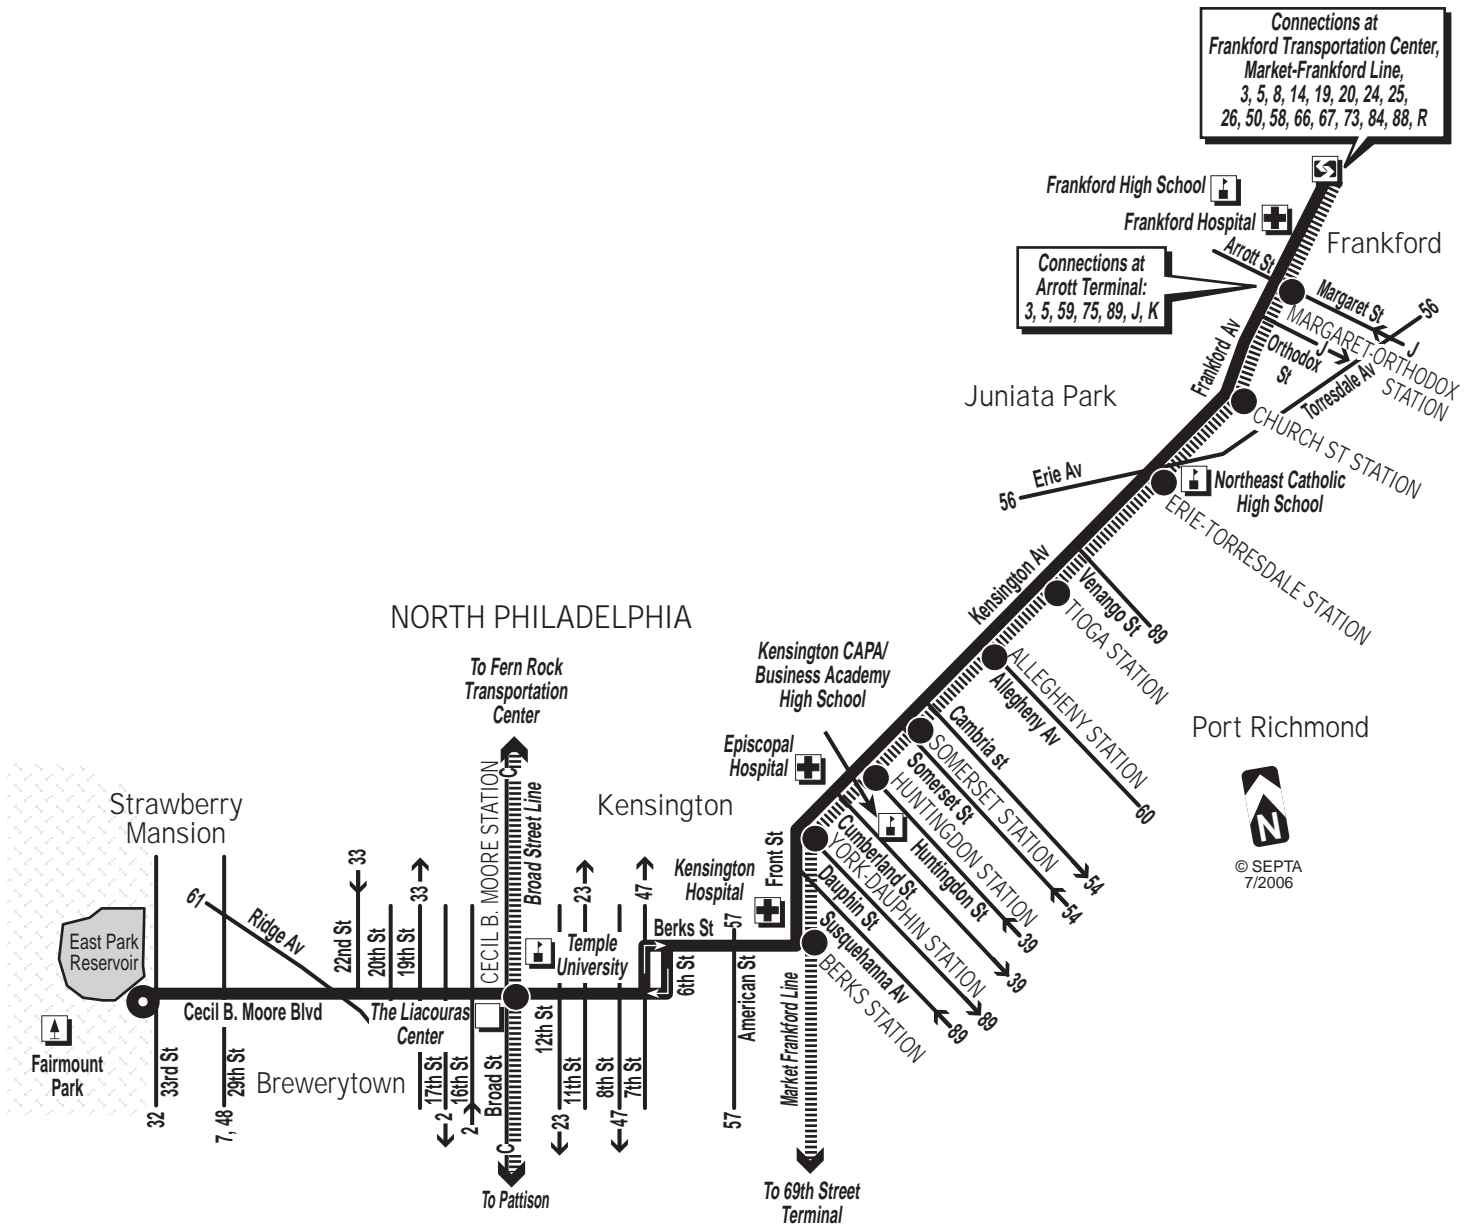 Connections at
Frankford Transportation Center,
Market-Frankford Line,
3, 5, 8, 14, 19, 20, 24, 25,
26, 50, 58, 66, 67, 73, 84, 88, R
Frankford High School
Frankford Hospital
Frankford
Arrott St
Connections at
Arrott Terminal:
3, 5, 59, 75, 89, J, K
Margaret St
56
J
MARGARET-ORTHODOX
STATION
Orthodox
St
J
Torresdale Av
Frankford Av
Juniata Park
CHURCH ST STATION
Erie Av
56
Northeast Catholic
High School
ERIE-TORRESDALE STATION
Kensington Av
Venango St
89
TIOGA STATION
NORTH PHILADELPHIA
Kensington CAPA/
Business Academy
High School
ALLEGHENY STATION
Allegheny Av
60
To Fern Rock
Transportation
Center
Port Richmond
Cambria st
54
SOMERSET STATION
Somerset St
54
Episcopal
Hospital
HUNTINGDON STATION
Huntingdon St
39
Cumberland St
39
YORK-DAUPHIN STATION
Dauphin St
89
Susquehanna Av
89
BERKS STATION
N
© SEPTA
7/2006
Strawberry
Mansion
Kensington
C
CECIL B. MOORE STATION
Broad Street Line
33
33
23
47
Kensington
Hospital
Front St
57
61
Ridge Av
22nd St
20th St
19th St
Berks St
Temple
University
6th St
East Park
Reservoir
Cecil B. Moore Blvd
The Liacouras
Center
12th St
American St
Market Frankford Line
Fairmount
Park
33rd St
29th St
Brewerytown
17th St
16th St
Broad St
11th St
8th St
7th St
32
7, 48
2
2
C
23
47
57
To Pattison
To 69th Street
Terminal